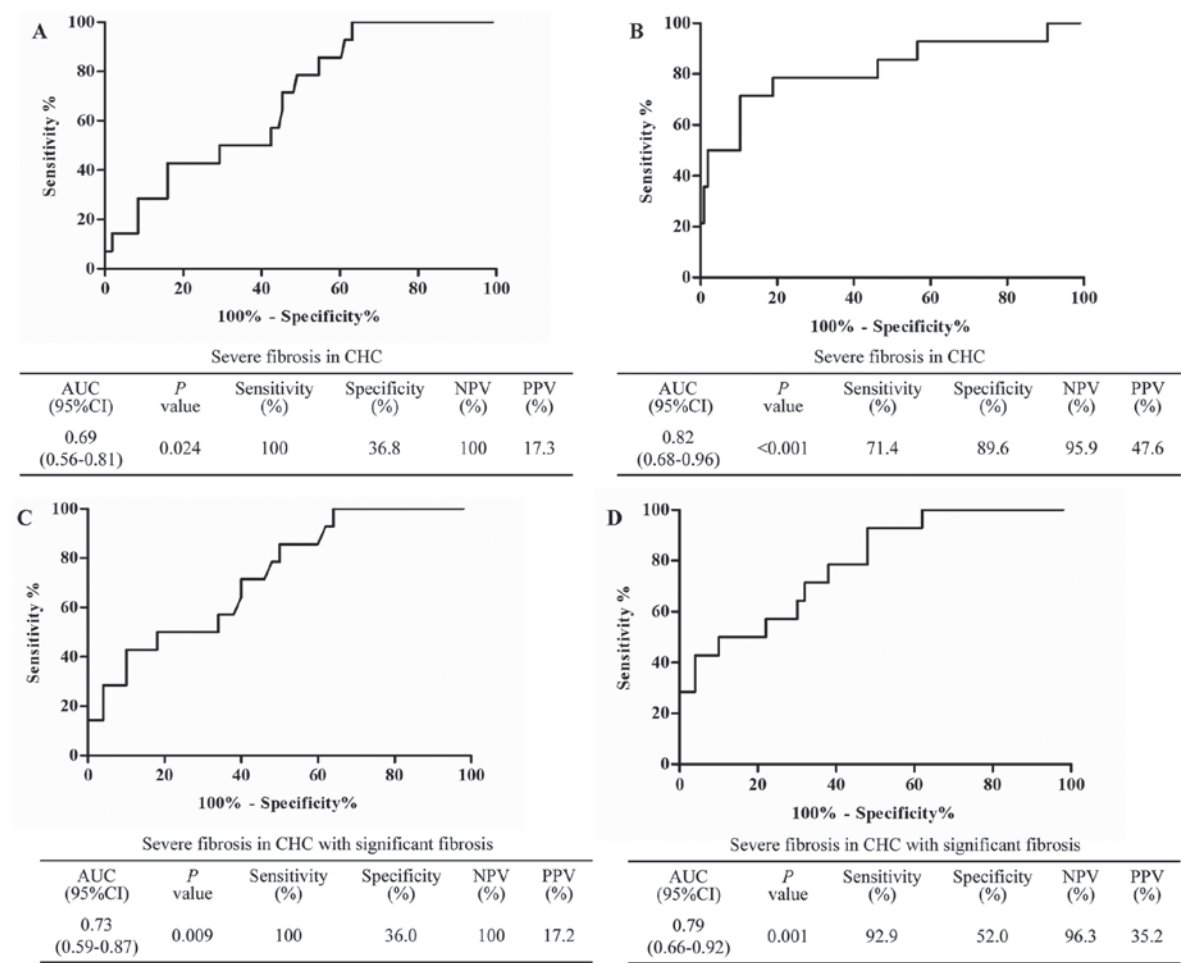 A
100
80
60
40
20
0
Sensitivity %
0 20 40 60 80 100
100% - Specificity%
Severe fibrosis in CHC
AUC P Sensitivity Specificity NPV PPV
(95%CI) value (%) (%) (%) (%)
0.69
0.024 100 36.8 100 17.3
(0.56-0.81)
B
100
80
60
40
20
0
Sensitivity %
0 20 40 60 80 100
100% - Specificity%
Severe fibrosis in CHC
AUC P Sensitivity Specificity NPV PPV
(95%CI) value (%) (%) (%) (%)
0.82
<0.001 71.4 89.6 95.9 47.6
(0.68-0.96)
C
100
80
60
40
20
0
Sensitivity %
0 20 40 60 80 100
100% - Specificity%
Severe fibrosis in CHC with significant fibrosis
AUC P Sensitivity Specificity NPV PPV
(95%CI) value (%) (%) (%) (%)
0.73
0.009 100 36.0 100 17.2
(0.59-0.87)
D
100
80
60
40
20
0
Sensitivity %
0 20 40 60 80 100
100% - Specificity%
Severe fibrosis in CHC with significant fibrosis
AUC P Sensitivity Specificity NPV PPV
(95%CI) value (%) (%) (%) (%)
0.79
0.001 92.9 52.0 96.3 35.2
(0.66-0.92)